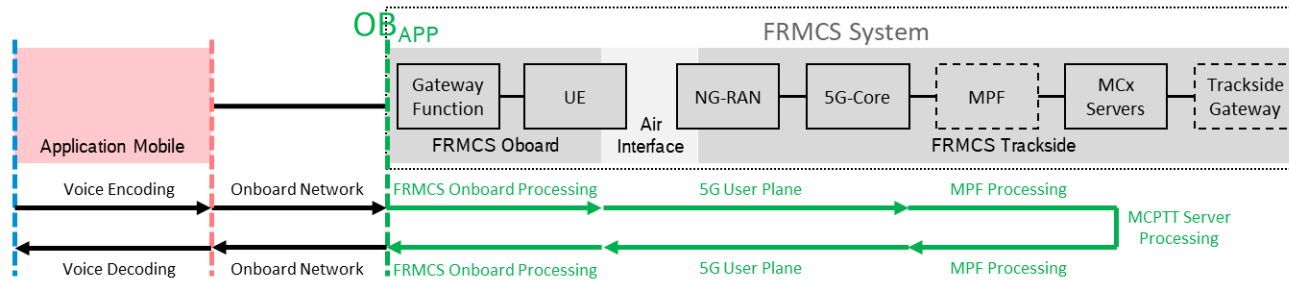 OBAPP
FRMCS System
Gateway
Function
UE
NG-RAN
5G-Core
MPF
MCx
Servers
Trackside
Gateway
Air
Interface
Application Mobile
FRMCS Oboard
FRMCS Trackside
Voice Encoding
Onboard Network
FRMCS Onboard Processing
5G User Plane
MPF Processing
MCPTT Server
Processing
Voice Decoding
Onboard Network
FRMCS Onboard Processing
5G User Plane
MPF Processing